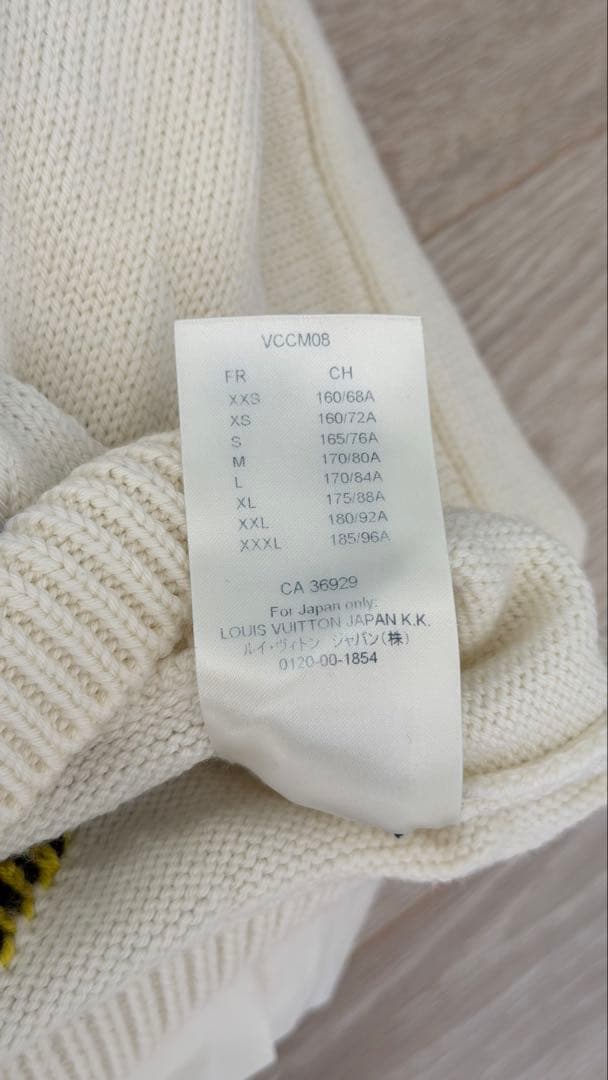 VCCM08
FR CH
XXS 160/68A
XS 160/72A
S 165/76A
M 170/80A
L 170/84A
XL 175/88A
XXL 180/92A
XXXL 185/96A
CA 36929
For Japan only:
LOUIS VUITTON JAPAN K.K.
ルイ・ヴィトン ジャパン(株)
0120-00-1854